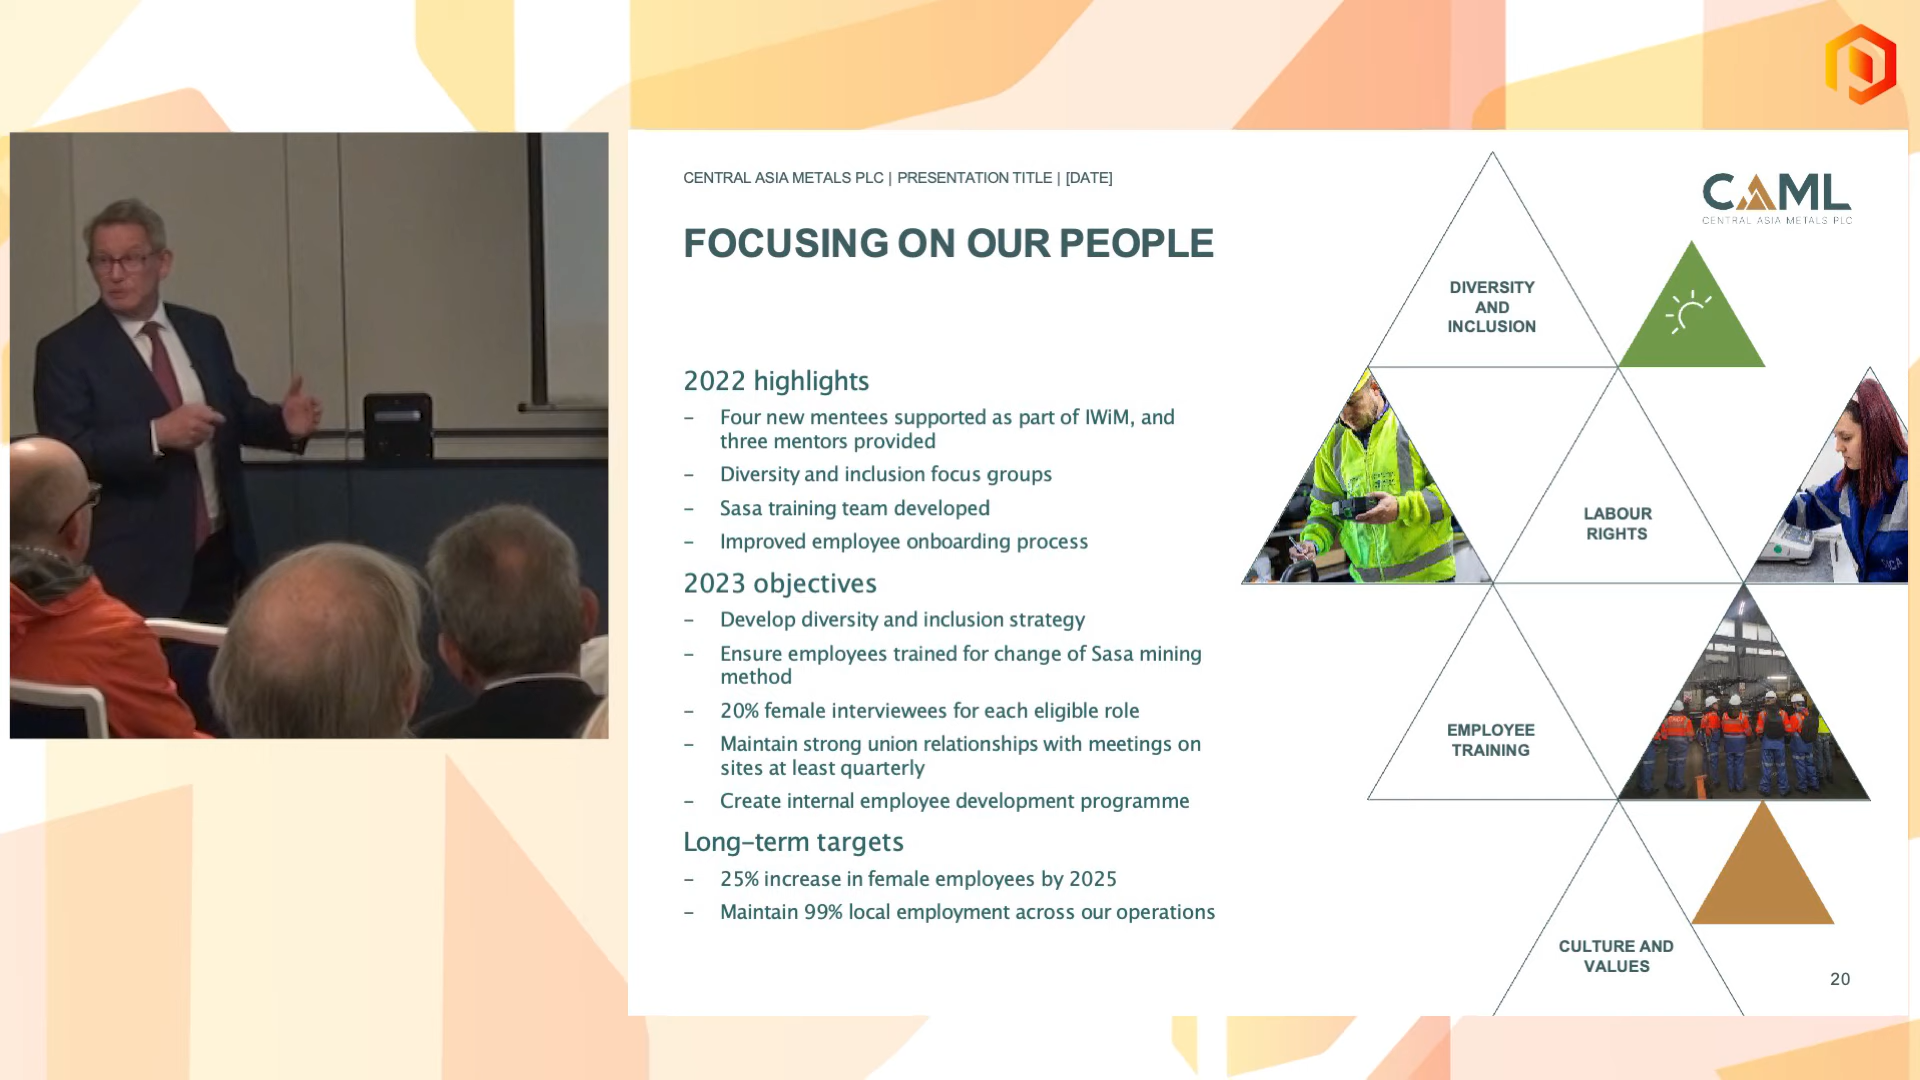 CENTRAL ASIA METALS PLC | PRESENTATION TITLE | [DATE]
CAML
CENTRAL ASIA METALS PLC
FOCUSING ON OUR PEOPLE
2022 highlights
– Four new mentees supported as part of IWiM, and
three mentors provided
– Diversity and inclusion focus groups
– Sasa training team developed
– Improved employee onboarding process
2023 objectives
– Develop diversity and inclusion strategy
– Ensure employees trained for change of Sasa mining
method
– 20% female interviewees for each eligible role
– Maintain strong union relationships with meetings on
sites at least quarterly
– Create internal employee development programme
Long-term targets
– 25% increase in female employees by 2025
– Maintain 99% local employment across our operations
DIVERSITY
AND
INCLUSION
LABOUR
RIGHTS
EMPLOYEE
TRAINING
CULTURE AND
VALUES
20